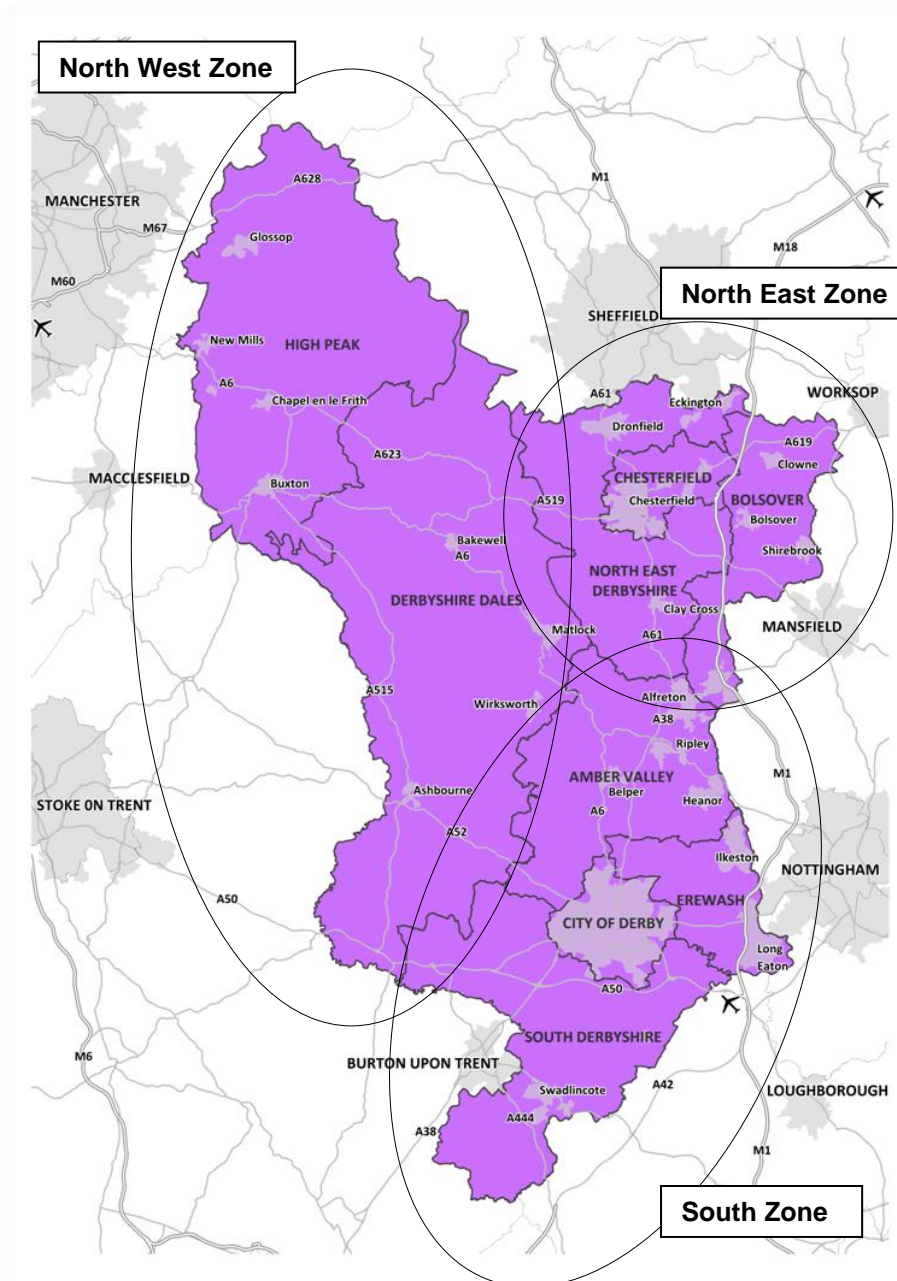 North West Zone
A628
M1
MANCHESTER
M67
Glossop
M18
M60
North East Zone
SHEFFIELD
New Mills
HIGH PEAK
A6
A61
Eckington
WORKSOP
Chapel en le Frith
Dronfield
A619
A623
Clowne
MACCLESFIELD
CHESTERFIELD
Buxton
A519
Chesterfield
BOLSOVER
Bolsover
Bakewell
A6
Shirebrook
NORTH EAST
DERBYSHIRE
DERBYSHIRE DALES
Clay Cross
MANSFIELD
Matlock
A61
A515
Alfreton
Wirksworth
A38
Ripley
M1
AMBER VALLEY
STOKE 0N TRENT
Ashbourne
Belper
Heanor
A6
A52
Ilkeston
NOTTINGHAM
A50
EREWASH
CITY OF DERBY
Long
Eaton
A50
SOUTH DERBYSHIRE
M6
BURTON UPON TRENT
Swadlincote
A42
LOUGHBOROUGH
A444
A38
M1
South Zone